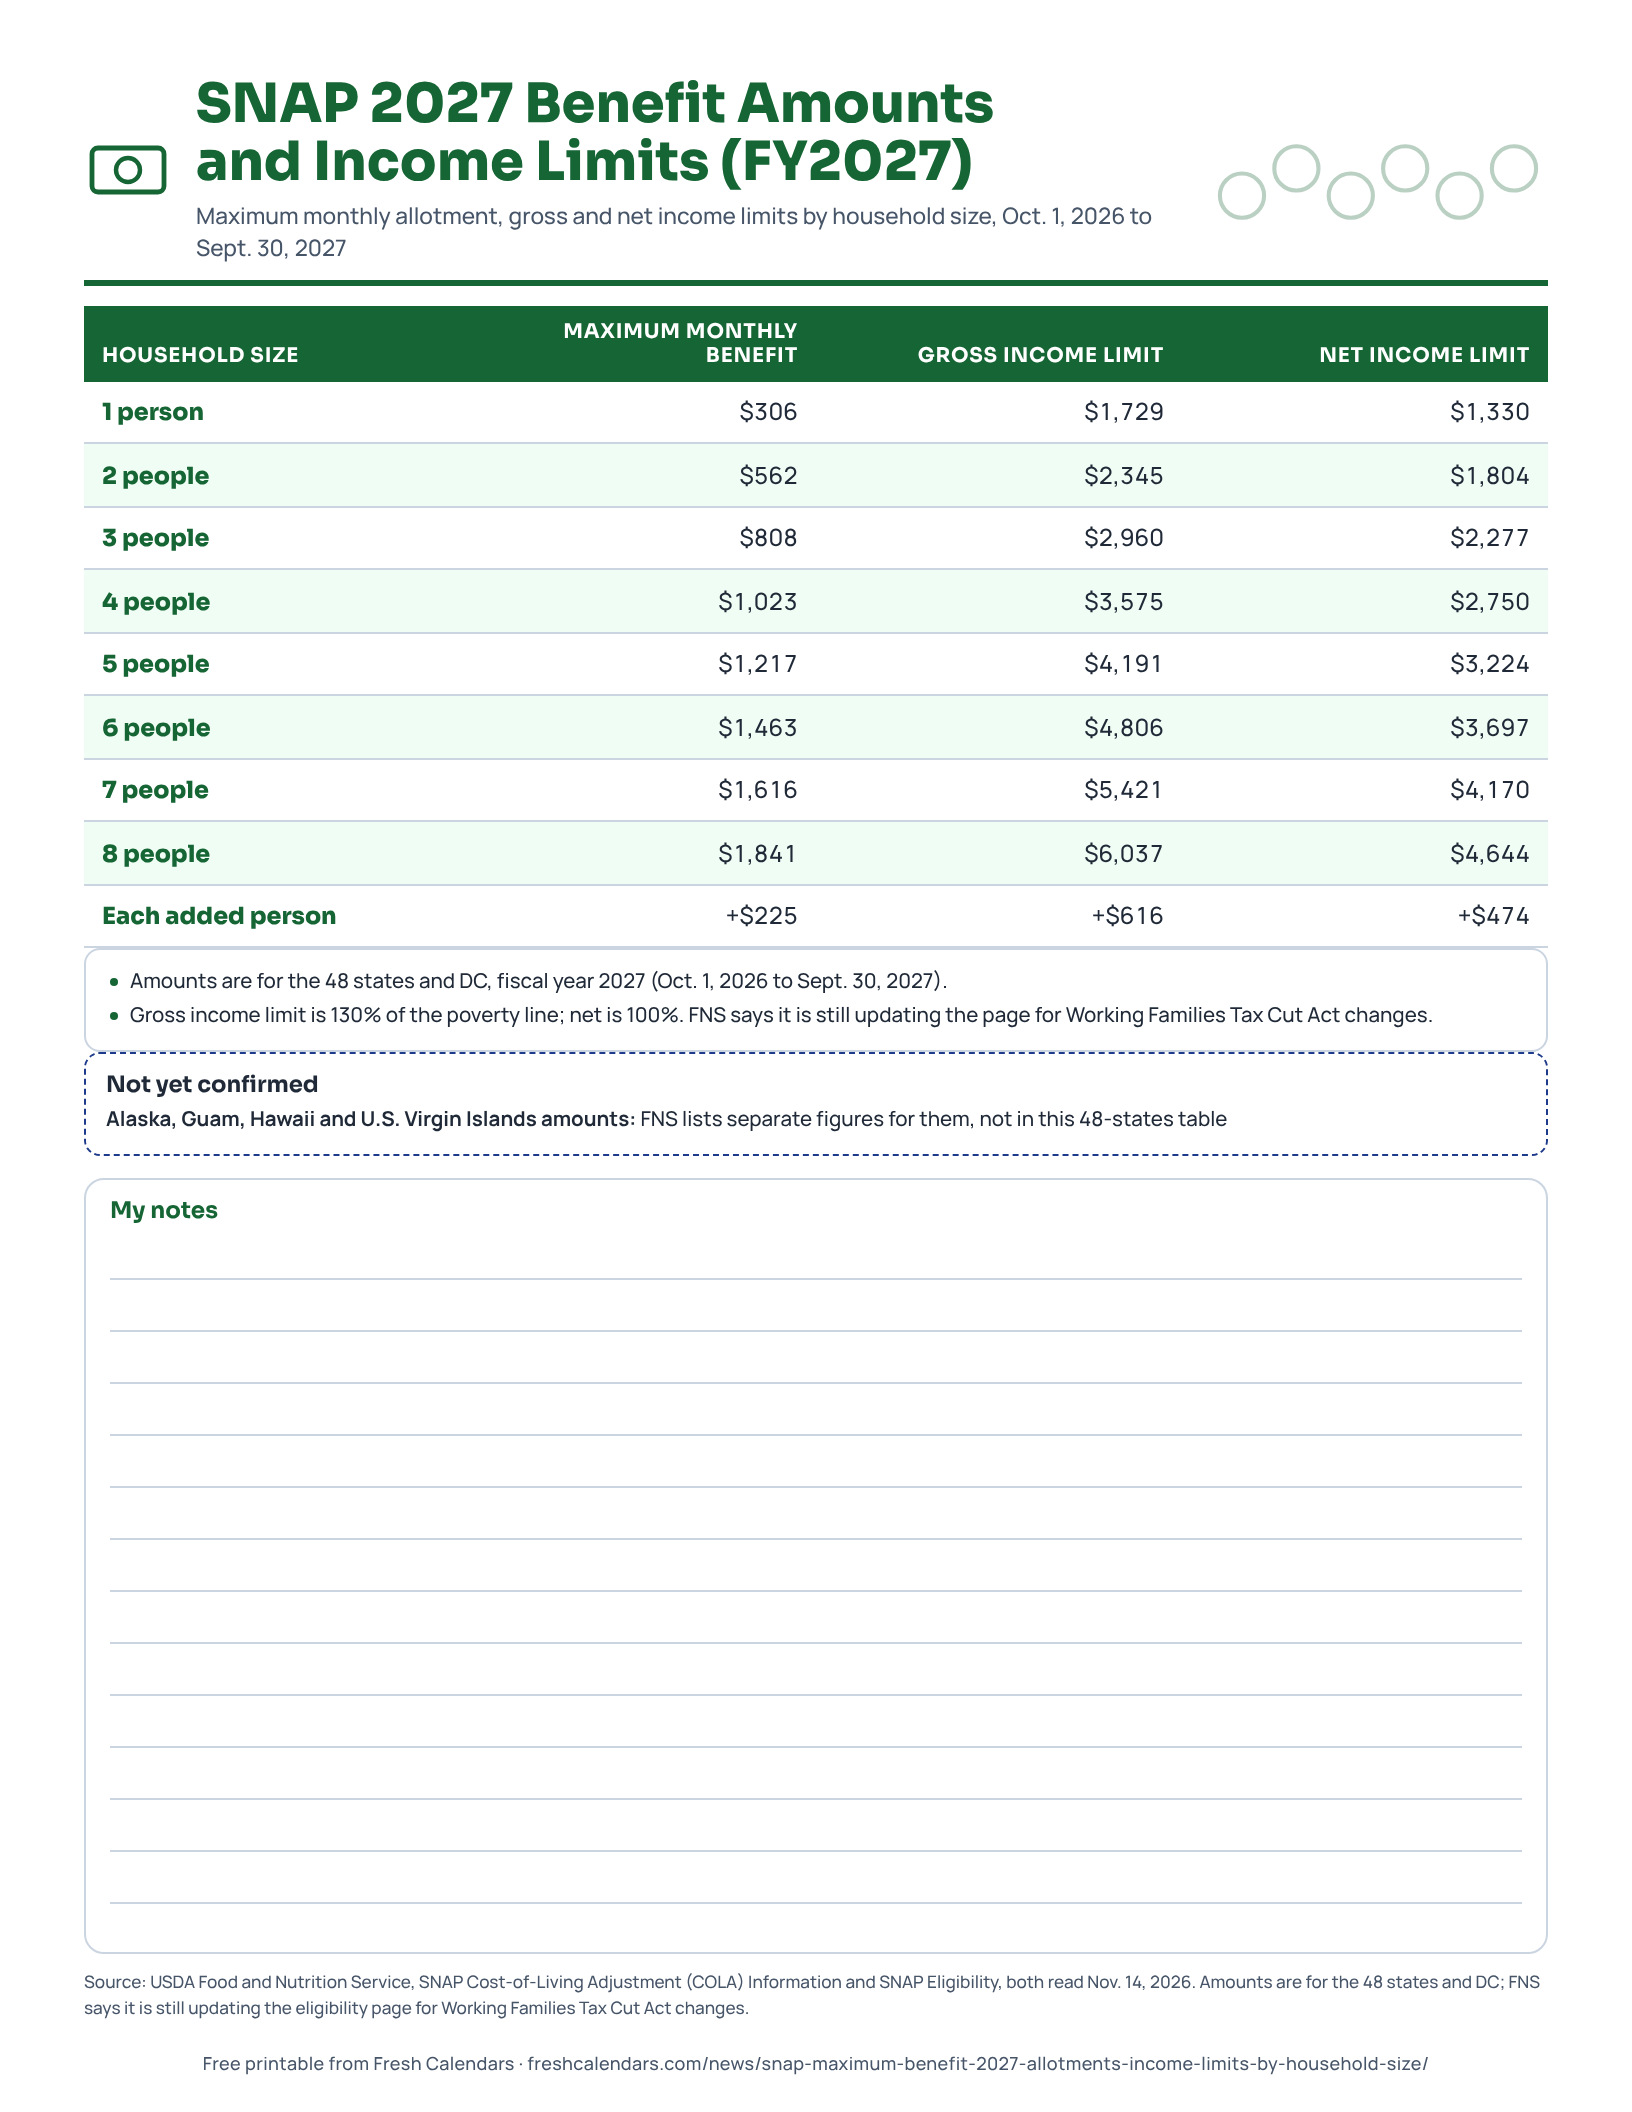 SNAP 2027 Benefit Amounts
and Income Limits (FY2027)
Maximum monthly allotment, gross and net income limits by household size, Oct. 1, 2026 to
Sept. 30, 2027
HOUSEHOLD SIZE MAXIMUM MONTHLY BENEFIT GROSS INCOME LIMIT NET INCOME LIMIT
1 person $306 $1,729 $1,330
2 people $562 $2,345 $1,804
3 people $808 $2,960 $2,277
4 people $1,023 $3,575 $2,750
5 people $1,217 $4,191 $3,224
6 people $1,463 $4,806 $3,697
7 people $1,616 $5,421 $4,170
8 people $1,841 $6,037 $4,644
Each added person +$225 +$616 +$474
• Amounts are for the 48 states and DC, fiscal year 2027 (Oct. 1, 2026 to Sept. 30, 2027).
• Gross income limit is 130% of the poverty line; net is 100%. FNS says it is still updating the page for Working Families Tax Cut Act changes.
Not yet confirmed
Alaska, Guam, Hawaii and U.S. Virgin Islands amounts: FNS lists separate figures for them, not in this 48-states table
My notes
Source: USDA Food and Nutrition Service, SNAP Cost-of-Living Adjustment (COLA) Information and SNAP Eligibility, both read Nov. 14, 2026. Amounts are for the 48 states and DC; FNS
says it is still updating the eligibility page for Working Families Tax Cut Act changes.
Free printable from Fresh Calendars · freshcalendars.com/news/snap-maximum-benefit-2027-allotments-income-limits-by-household-size/